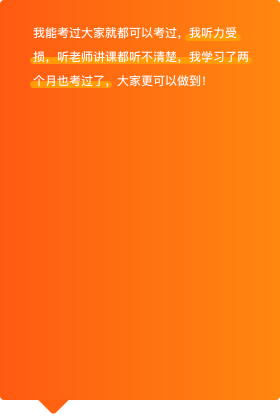 我能考过大家就都可以考过，我听力受
损，听老师讲课都听不清楚，我学习了两
个月也考过了，大家更可以做到！